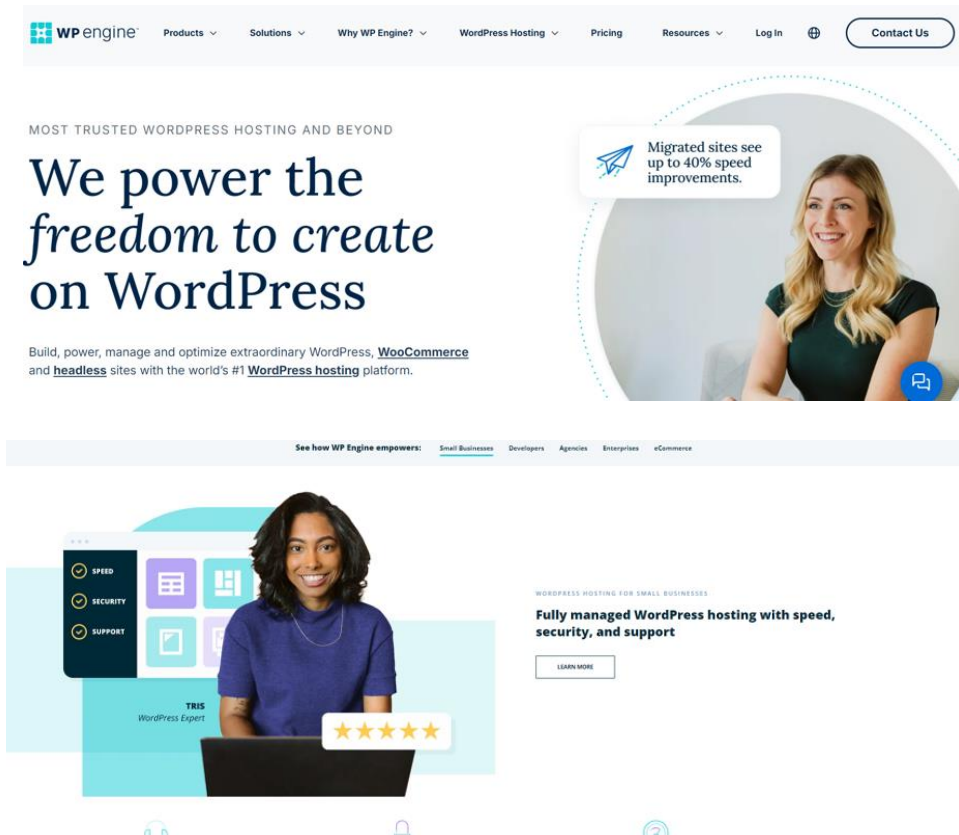 WP engine
Products Solutions Why WP Engine? WordPress Hosting Pricing Resources Log In Contact Us
MOST TRUSTED WORDPRESS HOSTING AND BEYOND
We power the
freedom to create
on WordPress
Build, power, manage and optimize extraordinary WordPress, WooCommerce
and headless sites with the world's #1 WordPress hosting platform.
Migrated sites see
up to 40% speed
improvements.
See how WP Engine empowers: Small Businesses Developers Agencies Enterprises eCommerce
SPEED
SECURITY
SUPPORT
TRIS
WordPress Expert
WORDPRESS HOSTING FOR SMALL BUSINESSES
Fully managed WordPress hosting with speed,
security, and support
LEARN MORE